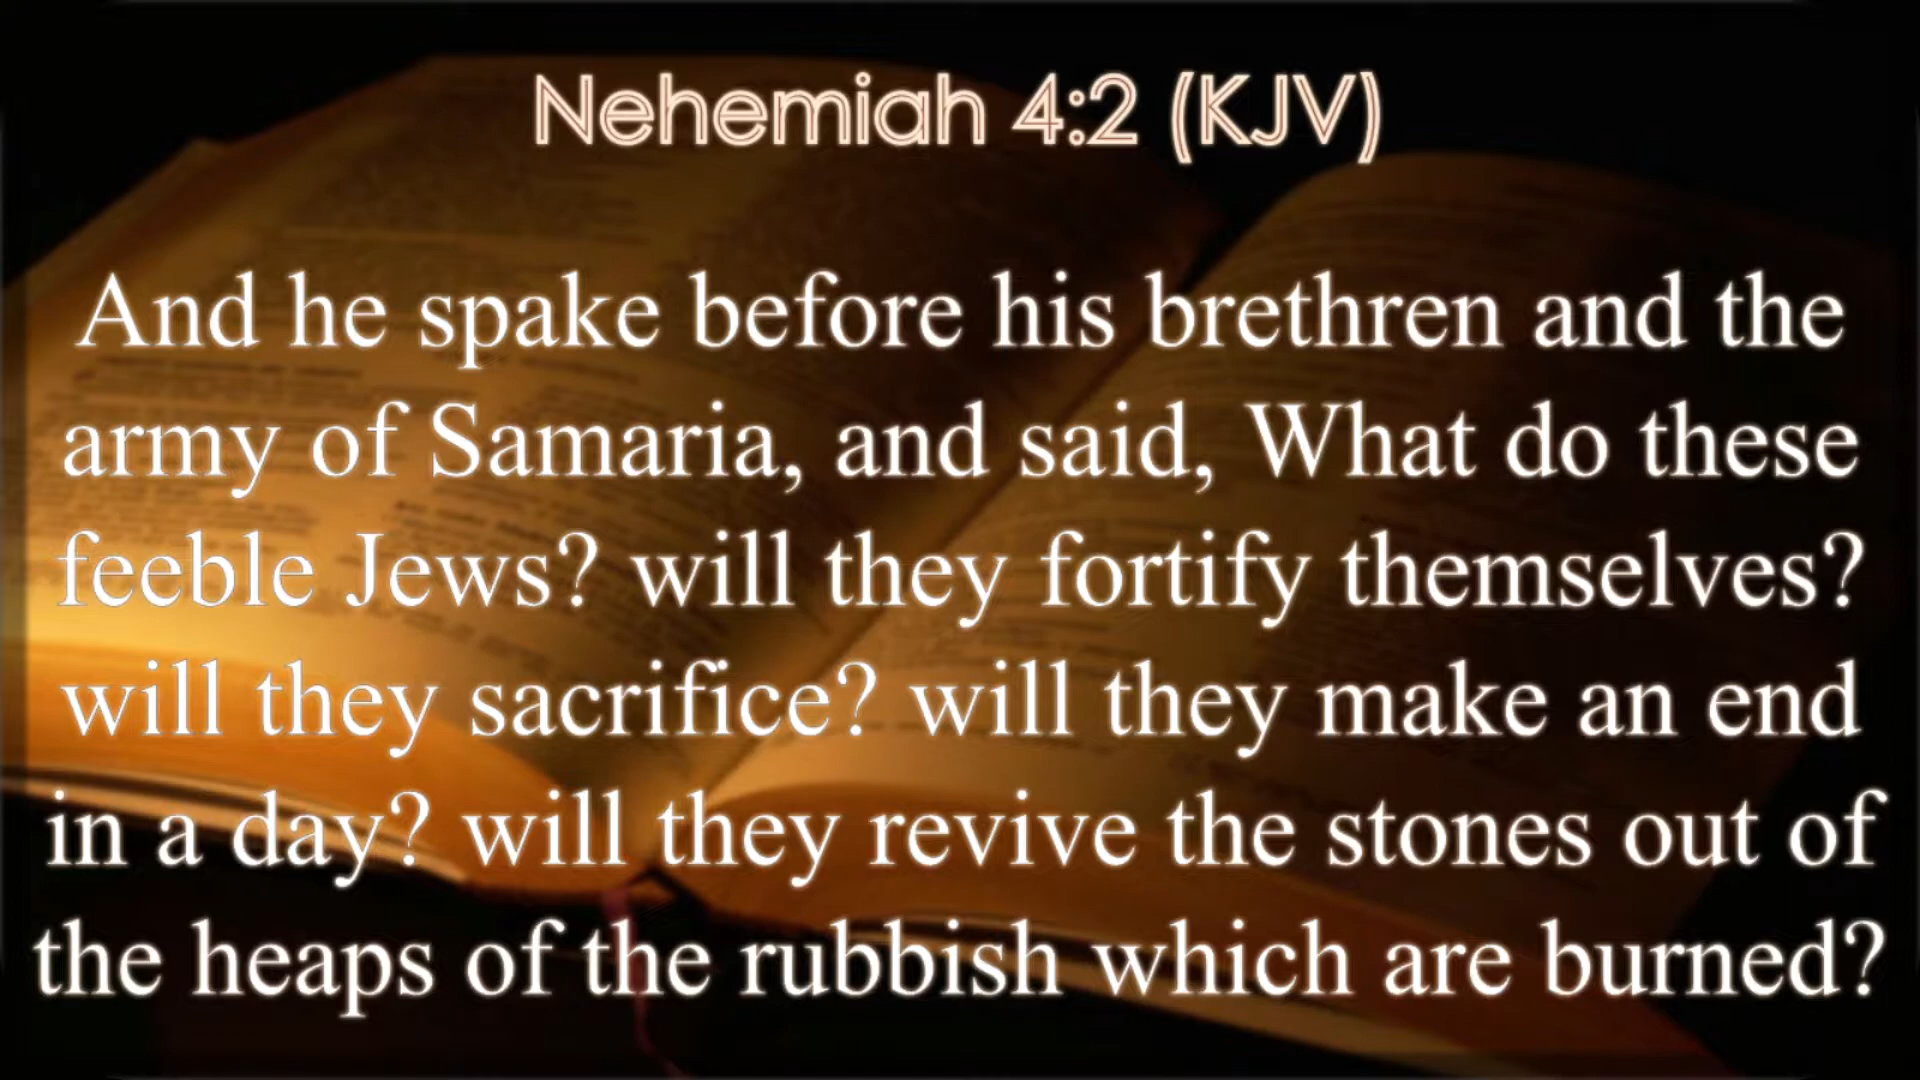 Nehemiah 4:2 (KJV)
And he spake before his brethren and the
army of Samaria, and said, What do these
feeble Jews? will they fortify themselves?
will they sacrifice? will they make an end
in a day? will they revive the stones out of
the heaps of the rubbish which are burned?